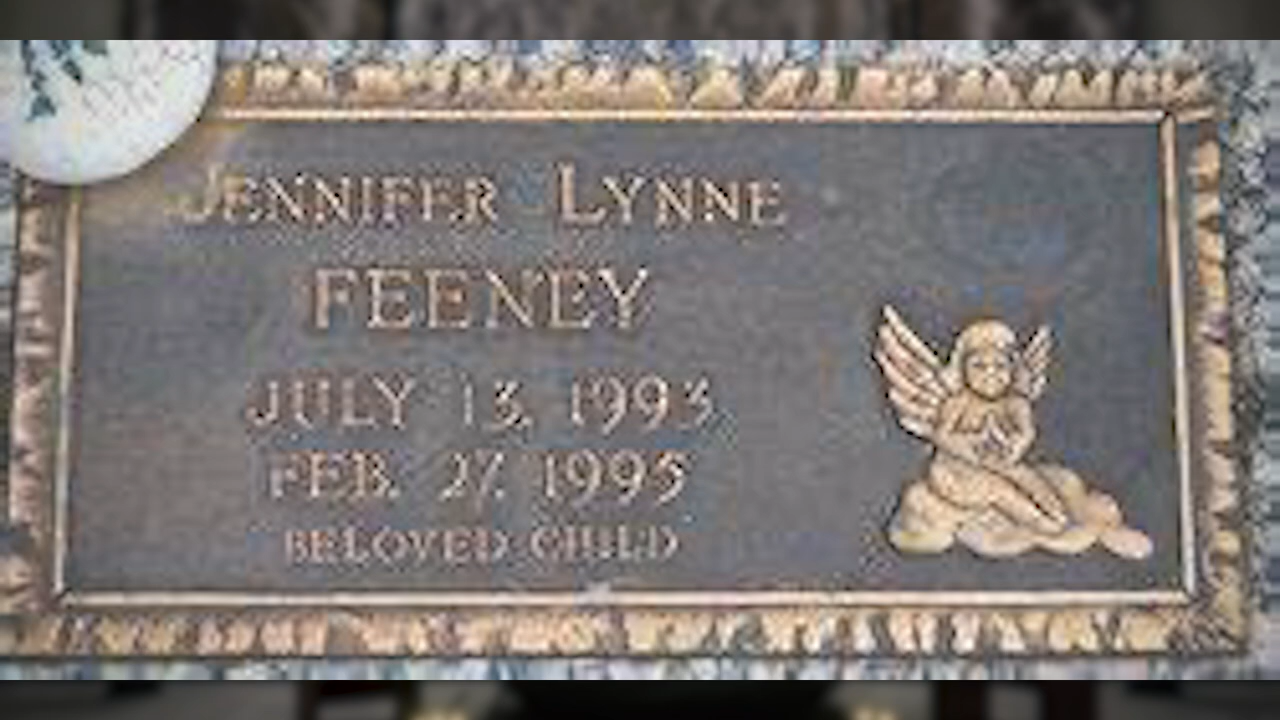 JENNIFER LYNNE
FEENEY
JULY 13, 1993
FEB. 27, 1995
BELOVED CHILD